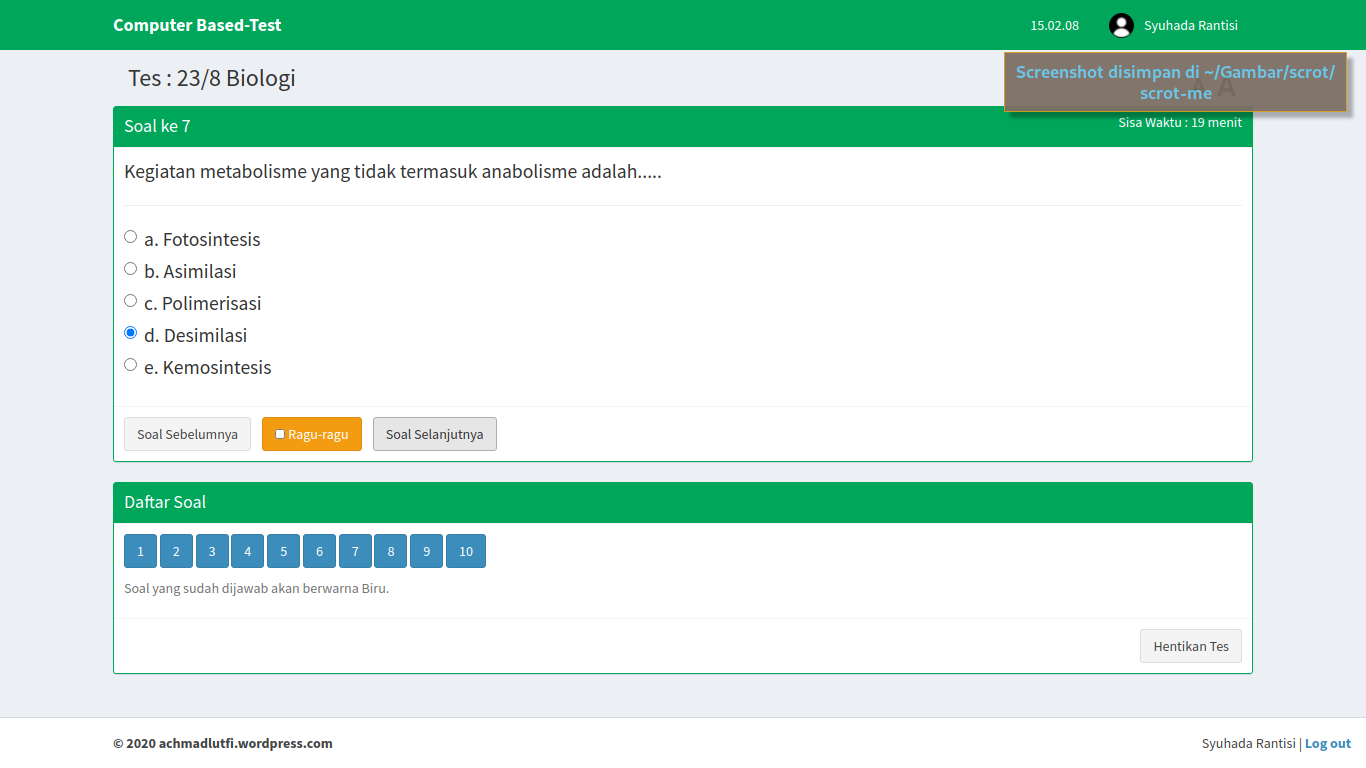 Computer Based-Test
15.02.08
Syuhada Rantisi
Tes : 23/8 Biologi
Screenshot disimpan di ~/Gambar/scrot/
scrot-me
A
Soal ke 7
Sisa Waktu : 19 menit
Kegiatan metabolisme yang tidak termasuk anabolisme adalah.....
a. Fotosintesis
b. Asimilasi
c. Polimerisasi
d. Desimilasi
e. Kemosintesis
Soal Sebelumnya
Ragu-ragu
Soal Selanjutnya
Daftar Soal
1 2 3 4 5 6 7 8 9 10
Soal yang sudah dijawab akan berwarna Biru.
Hentikan Tes
© 2020 achmadlutfi.wordpress.com
Syuhada Rantisi | Log out